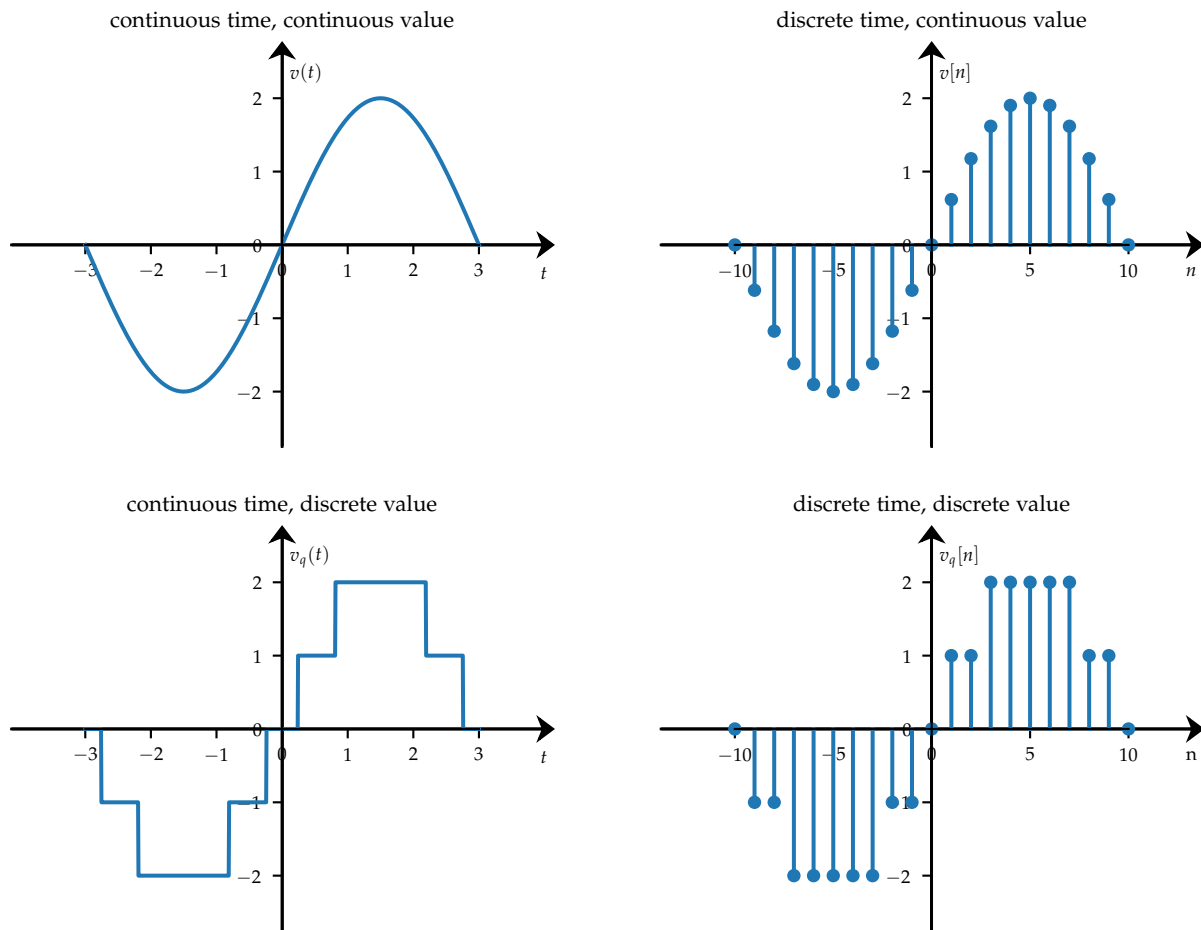 continuous time, continuous value
v(t)
2
1
0
−1
−2
−3 −2 −1 0 1 2 3 t
discrete time, continuous value
v[n]
2
1
0
−1
−2
−10 −5 0 5 10 n
continuous time, discrete value
v_q(t)
2
1
0
−1
−2
−3 −2 −1 0 1 2 3 t
discrete time, discrete value
v_q[n]
2
1
0
−1
−2
−10 −5 0 5 10 n